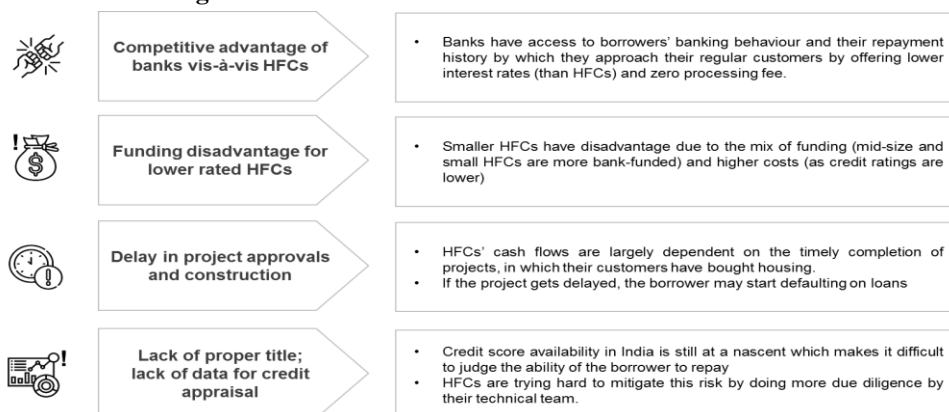 Competitive advantage of
banks vis-à-vis HFCs
• Banks have access to borrowers' banking behaviour and their repayment
history by which they approach their regular customers by offering lower
interest rates (than HFCs) and zero processing fee.
Funding disadvantage for
lower rated HFCs
• Smaller HFCs have disadvantage due to the mix of funding (mid-size and
small HFCs are more bank-funded) and higher costs (as credit ratings are
lower)
Delay in project approvals
and construction
• HFCs' cash flows are largely dependent on the timely completion of
projects, in which their customers have bought housing.
• If the project gets delayed, the borrower may start defaulting on loans
Lack of proper title;
lack of data for credit
appraisal
• Credit score availability in India is still at a nascent which makes it difficult
to judge the ability of the borrower to repay
• HFCs are trying hard to mitigate this risk by doing more due diligence by
their technical team.